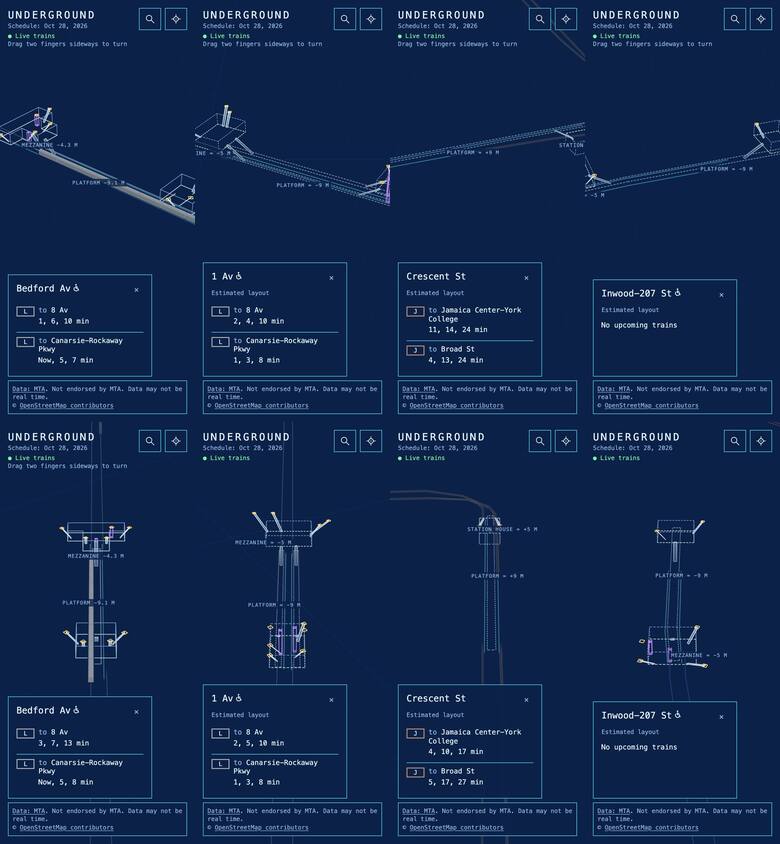 UNDERGROUND
Schedule: Oct 28, 2026
● Live trains
Drag two fingers sideways to turn
MEZZANINE −4.3 M
PLATFORM −9.1 M
Bedford Av
×
L to 8 Av
1, 6, 10 min
L to Canarsie–Rockaway
Pkwy
Now, 5, 7 min
Data: MTA. Not endorsed by MTA. Data may not be
real time.
© OpenStreetMap contributors
UNDERGROUND
Schedule: Oct 28, 2026
● Live trains
Drag two fingers sideways to turn
INE ≈ −5 M
PLATFORM ≈ −9 M
1 Av
×
Estimated layout
L to 8 Av
2, 4, 10 min
L to Canarsie–Rockaway
Pkwy
1, 3, 8 min
Data: MTA. Not endorsed by MTA. Data may not be
real time.
© OpenStreetMap contributors
UNDERGROUND
Schedule: Oct 28, 2026
● Live trains
Drag two fingers sideways to turn
PLATFORM ≈ +9 M
STATION
Crescent St
×
Estimated layout
J to Jamaica Center–York
College
11, 14, 24 min
J to Broad St
4, 13, 24 min
Data: MTA. Not endorsed by MTA. Data may not be
real time.
© OpenStreetMap contributors
UNDERGROUND
Schedule: Oct 28, 2026
● Live trains
Drag two fingers sideways to turn
PLATFORM ≈ −9 M
≈ −5 M
Inwood–207 St
×
Estimated layout
No upcoming trains
Data: MTA. Not endorsed by MTA. Data may not be
real time.
© OpenStreetMap contributors
UNDERGROUND
Schedule: Oct 28, 2026
● Live trains
Drag two fingers sideways to turn
MEZZANINE −4.3 M
PLATFORM −9.1 M
Bedford Av
×
L to 8 Av
3, 7, 13 min
L to Canarsie–Rockaway
Pkwy
Now, 5, 8 min
Data: MTA. Not endorsed by MTA. Data may not be
real time.
© OpenStreetMap contributors
UNDERGROUND
Schedule: Oct 28, 2026
● Live trains
MEZZANINE ≈ −5 M
PLATFORM ≈ −9 M
1 Av
×
Estimated layout
L to 8 Av
2, 5, 10 min
L to Canarsie–Rockaway
Pkwy
1, 3, 8 min
Data: MTA. Not endorsed by MTA. Data may not be
real time.
© OpenStreetMap contributors
UNDERGROUND
Schedule: Oct 28, 2026
● Live trains
STATION HOUSE ≈ +5 M
PLATFORM ≈ +9 M
Crescent St
×
Estimated layout
J to Jamaica Center–York
College
4, 10, 17 min
J to Broad St
5, 17, 27 min
Data: MTA. Not endorsed by MTA. Data may not be
real time.
© OpenStreetMap contributors
UNDERGROUND
Schedule: Oct 28, 2026
● Live trains
PLATFORM ≈ −9 M
MEZZANINE ≈ −5 M
Inwood–207 St
×
Estimated layout
No upcoming trains
Data: MTA. Not endorsed by MTA. Data may not be
real time.
© OpenStreetMap contributors